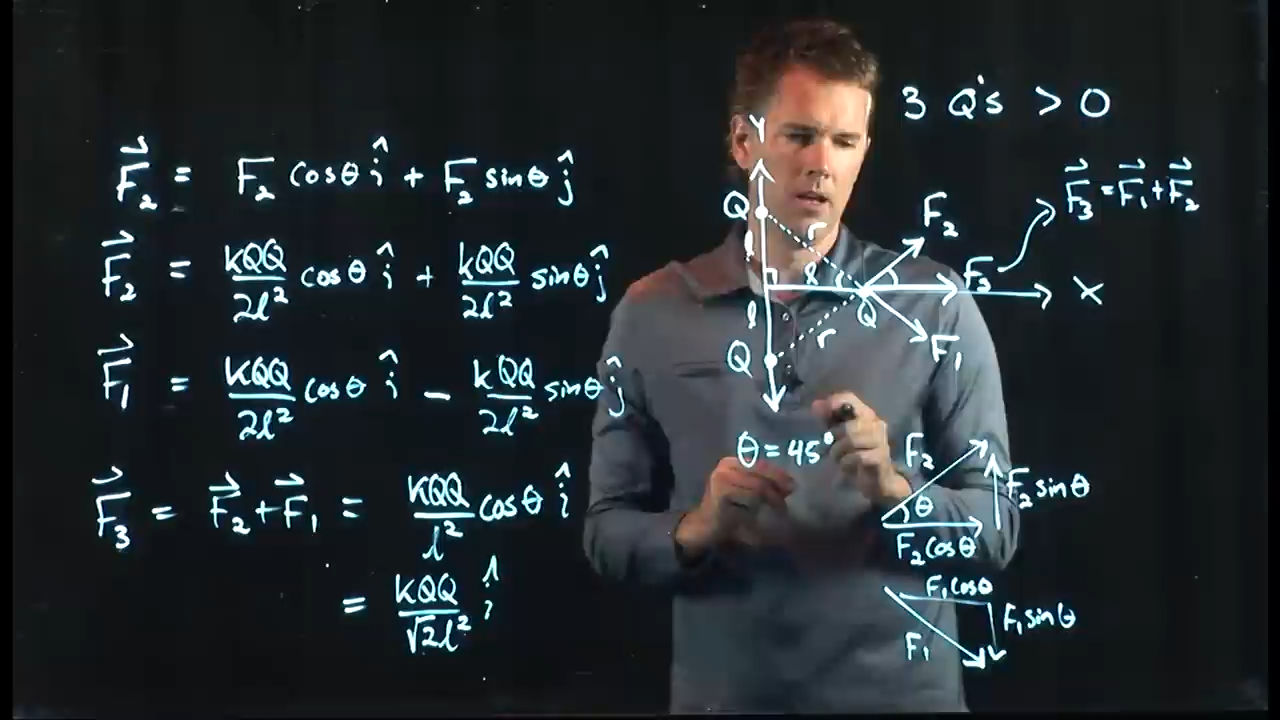 F⃗₂ = F₂ cosθ î + F₂ sinθ ĵ
F⃗₂ = kQQ/2l² cosθ î + kQQ/2l² sinθ ĵ
F⃗₁ = kQQ/2l² cosθ î − kQQ/2l² sinθ ĵ
F⃗₃ = F⃗₂+F⃗₁ = kQQ/l² cosθ î
= kQQ/√2l² î
3 Q's > 0
Y
F⃗₃ = F⃗₁ + F⃗₂
Q
F₂
r
l
l
F₃
X
Q
l
r
Q
F₁
θ = 45°
F₂
F₂ sinθ
θ
F₂ cosθ
F₁ cosθ
F₁ sinθ
F₁